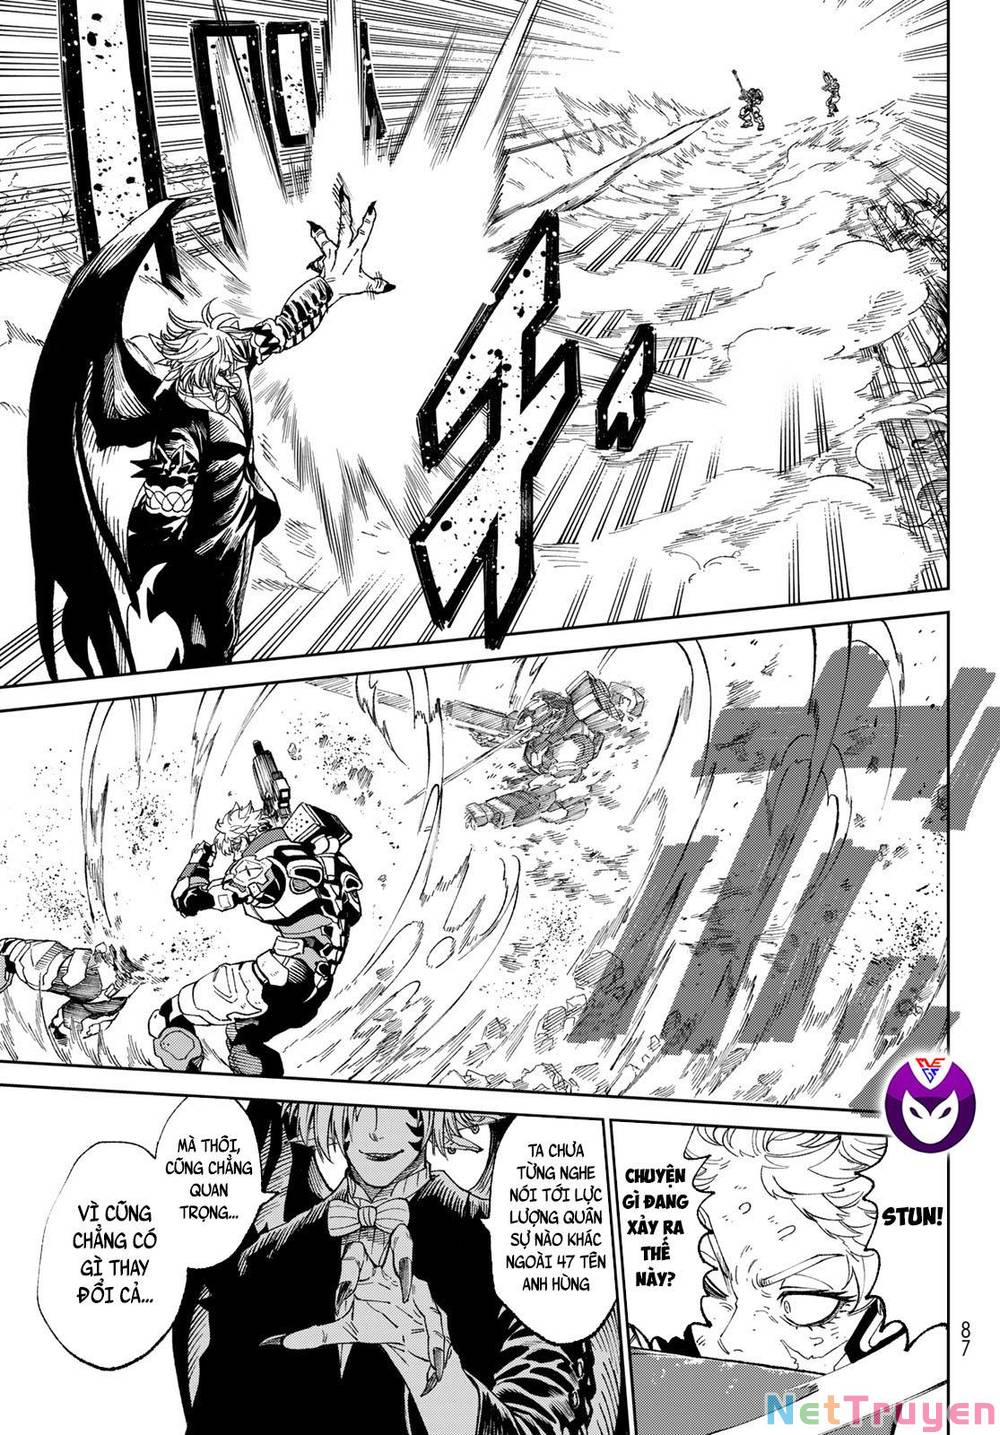 STUN!
CHUYỆN
GÌ ĐANG
XẢY RA
THẾ
NÀY?
TA CHƯA
TỪNG NGHE
NÓI TỚI LỰC
LƯỢNG QUÂN
SỰ NÀO KHÁC
NGOÀI 47 TÊN
ANH HÙNG
MÀ THÔI,
CŨNG CHẲNG
QUAN
TRỌNG...
VÌ CŨNG
CHẲNG CÓ
GÌ THAY
ĐỔI CẢ...
87
NetTruyen